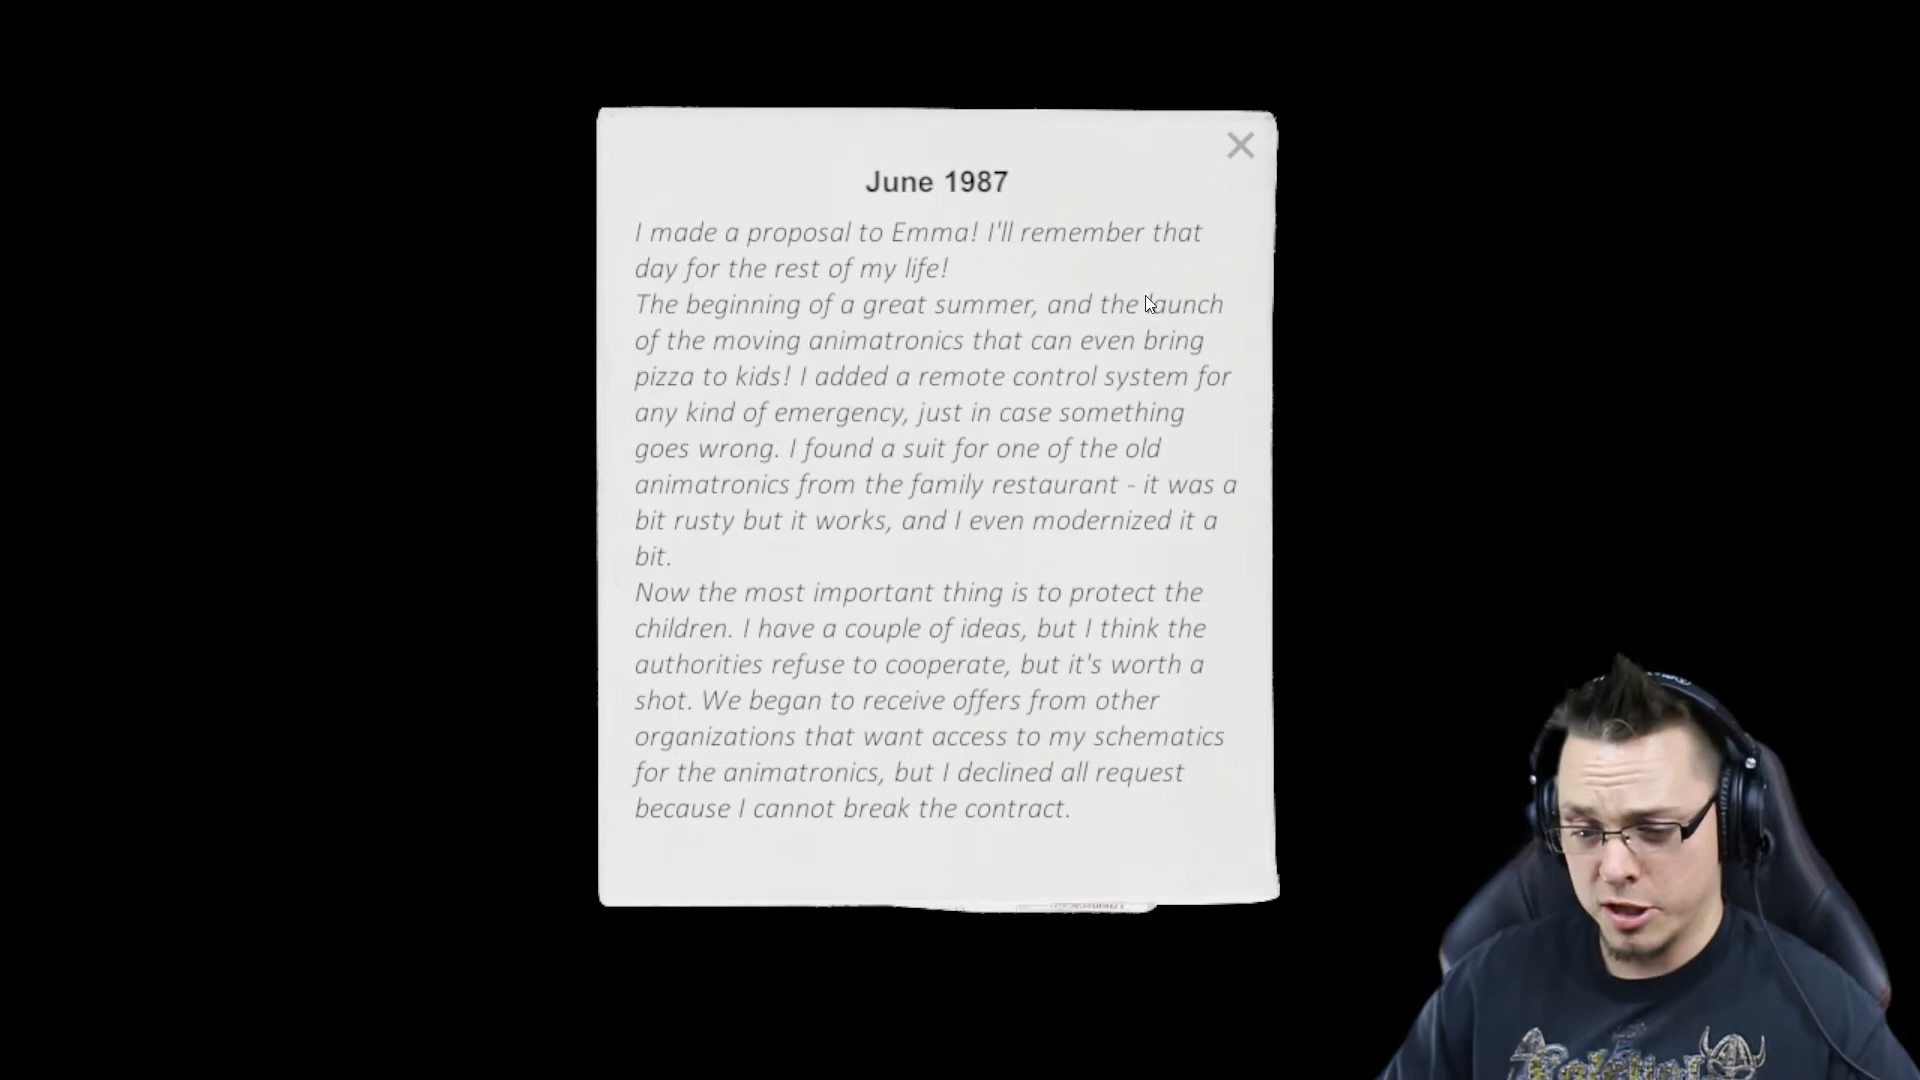 June 1987
I made a proposal to Emma! I'll remember that
day for the rest of my life!
The beginning of a great summer, and the launch
of the moving animatronics that can even bring
pizza to kids! I added a remote control system for
any kind of emergency, just in case something
goes wrong. I found a suit for one of the old
animatronics from the family restaurant - it was a
bit rusty but it works, and I even modernized it a
bit.
Now the most important thing is to protect the
children. I have a couple of ideas, but I think the
authorities refuse to cooperate, but it's worth a
shot. We began to receive offers from other
organizations that want access to my schematics
for the animatronics, but I declined all request
because I cannot break the contract.